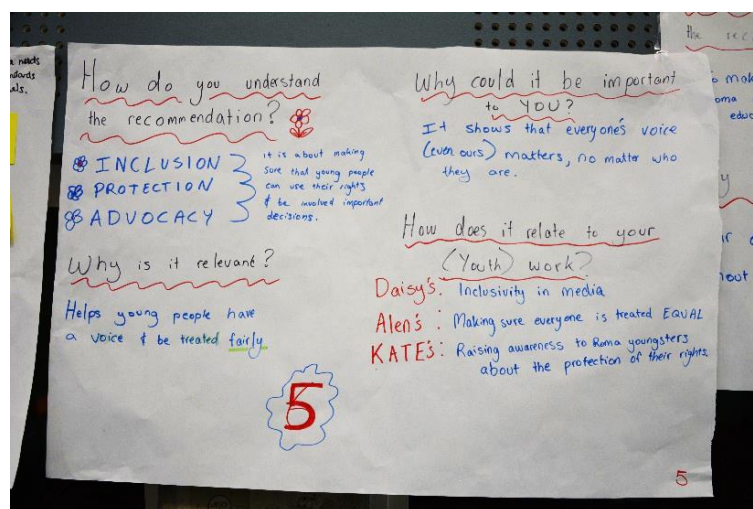 How do you understand
the recommendation?
INCLUSION
PROTECTION
ADVOCACY
it is about making
sure that young people
can use their rights
& be involved important
decisions.
Why is it relevant?
Helps young people have
a voice & be treated fairly
5
Why could it be important
to YOU?
It shows that everyone's voice
(even ours) matters, no matter who
they are.
How does it relate to your
(Youth) work?
Daisy's: Inclusivity in media
Alen's: Making sure everyone is treated EQUAL
KATE's: Raising awareness to Roma youngsters
about the protection of their rights
5
needs
the